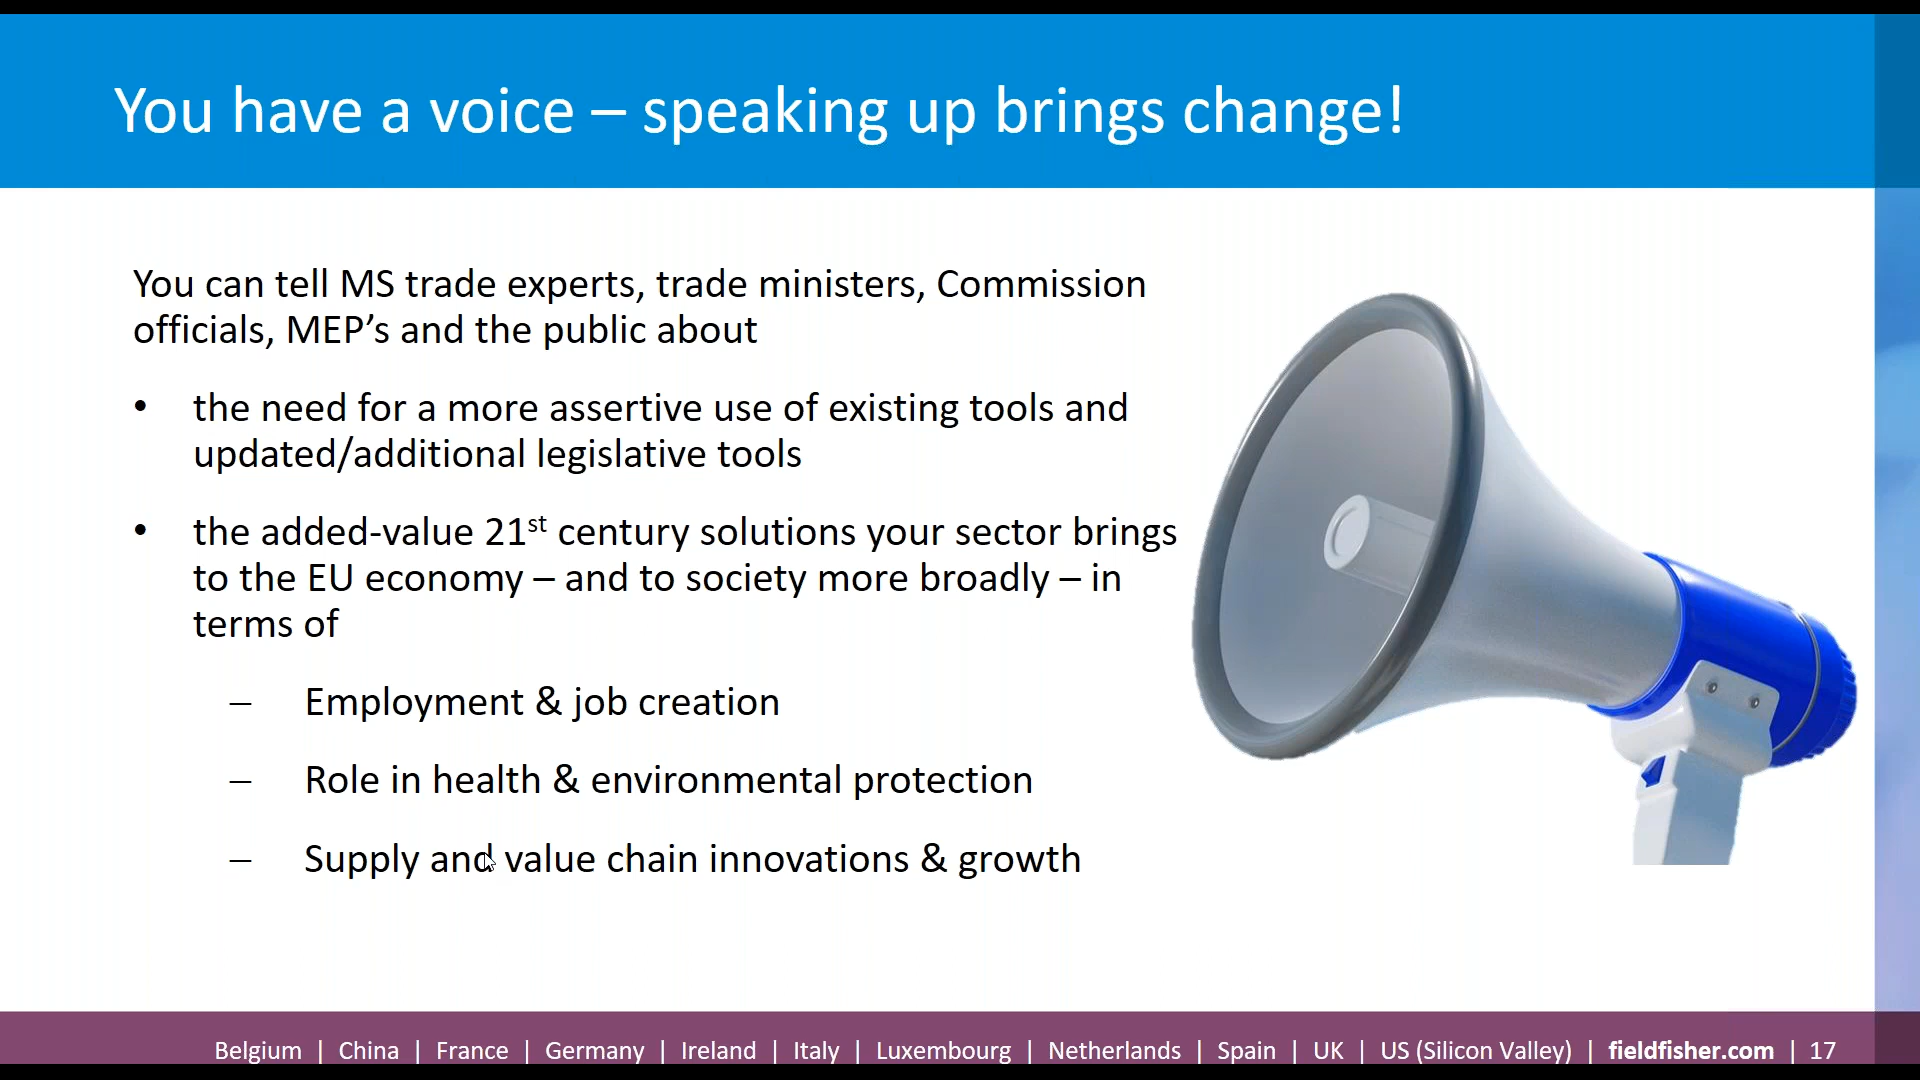 You have a voice – speaking up brings change!
You can tell MS trade experts, trade ministers, Commission
officials, MEP’s and the public about
• the need for a more assertive use of existing tools and
updated/additional legislative tools
• the added-value 21st century solutions your sector brings
to the EU economy – and to society more broadly – in
terms of
– Employment & job creation
– Role in health & environmental protection
– Supply and value chain innovations & growth
Belgium | China | France | Germany | Ireland | Italy | Luxembourg | Netherlands | Spain | UK | US (Silicon Valley) | fieldfisher.com | 17